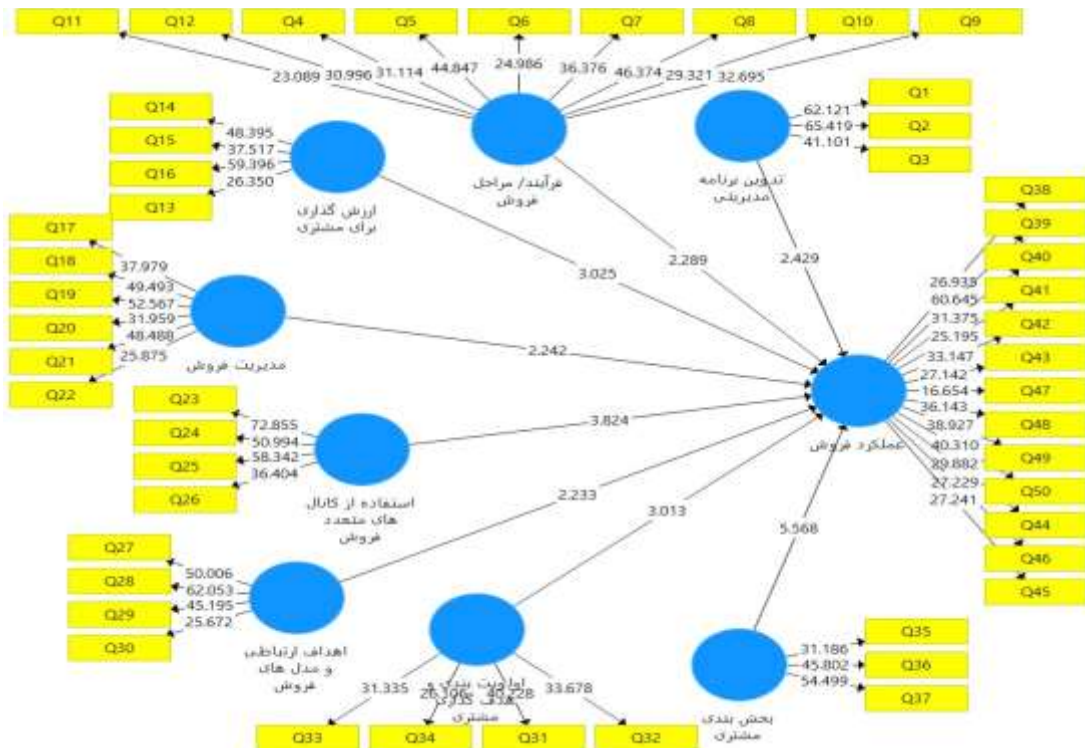 Q11 Q12 Q4 Q5 Q6 Q7 Q8 Q10 Q9
23.089 30.996 31.114 44.847 24.986 36.376 46.374 29.321 32.695
Q14
Q15
Q16
Q13
48.395
37.517
59.396
26.350
ارزش گذاری
برای مشتری
فرآیند/ مراحل
فروش
Q1
Q2
Q3
62.121
65.419
41.101
تدوین برنامه
مدیریتی
Q17
Q18
Q19
Q20
Q21
Q22
37.979
49.493
52.567
31.959
48.488
25.875
مدیریت فروش
3.025
2.289
2.429
2.242
3.824
2.233
3.013
5.568
Q38
Q39
Q40
Q41
Q42
Q43
Q47
Q48
Q49
Q50
Q44
Q46
Q45
26.935
60.645
31.375
25.195
33.147
27.142
16.654
36.143
38.927
40.310
27.229
27.241
عملکرد فروش
Q23
Q24
Q25
Q26
72.855
50.994
58.342
36.404
استفاده از کانال
های متعدد
فروش
Q27
Q28
Q29
Q30
50.006
62.053
45.195
25.672
اهداف ارتباطی
و مدل های
فروش
اولویت بندی و
هدف گذاری
مشتری
31.335 33.678
Q33 Q34 Q31 Q32
Q35
Q36
Q37
31.186
45.802
54.499
بخش بندی
مشتری